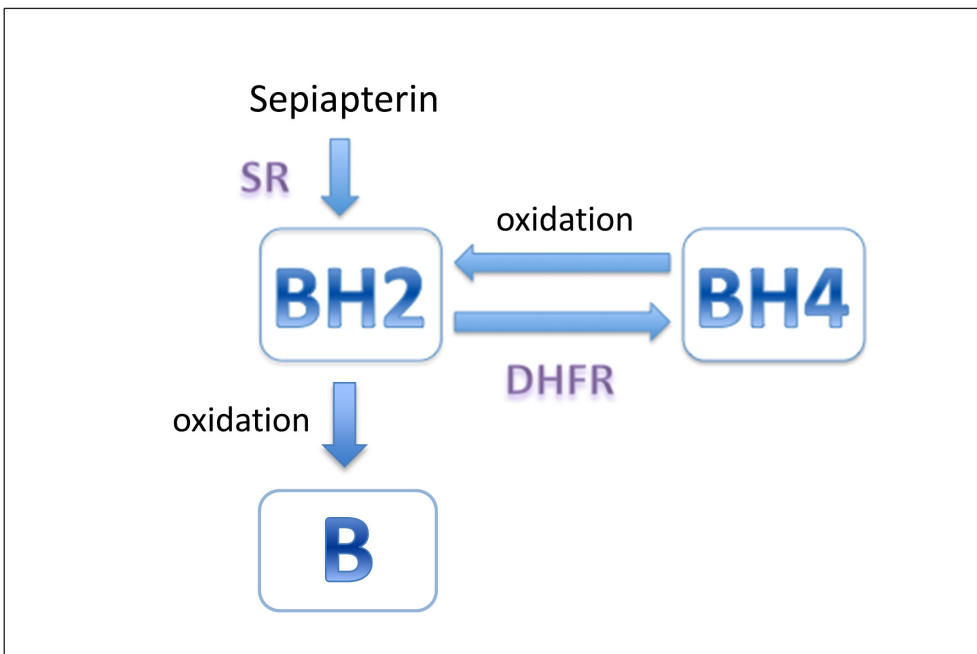 Sepiapterin
SR
oxidation
BH2
BH4
DHFR
oxidation
B